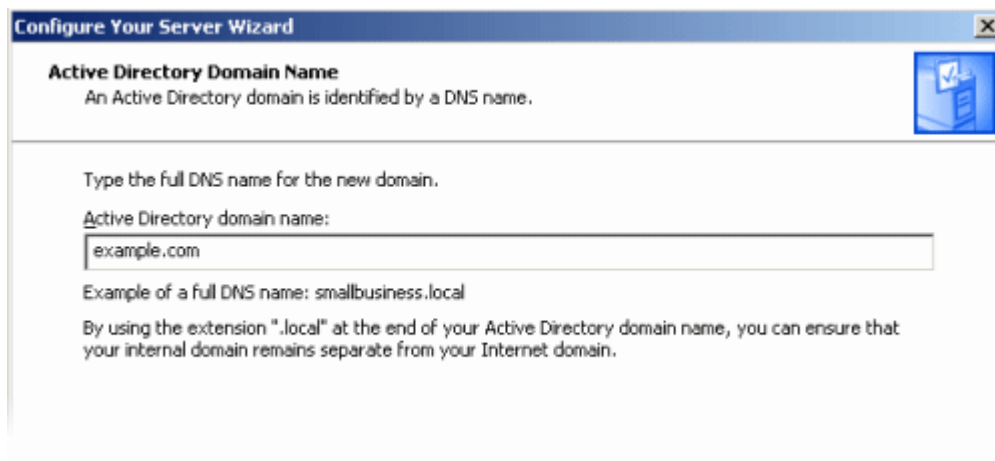 Configure Your Server Wizard
Active Directory Domain Name
An Active Directory domain is identified by a DNS name.
Type the full DNS name for the new domain.
Active Directory domain name:
example.com
Example of a full DNS name: smallbusiness.local
By using the extension ".local" at the end of your Active Directory domain name, you can ensure that
your internal domain remains separate from your Internet domain.